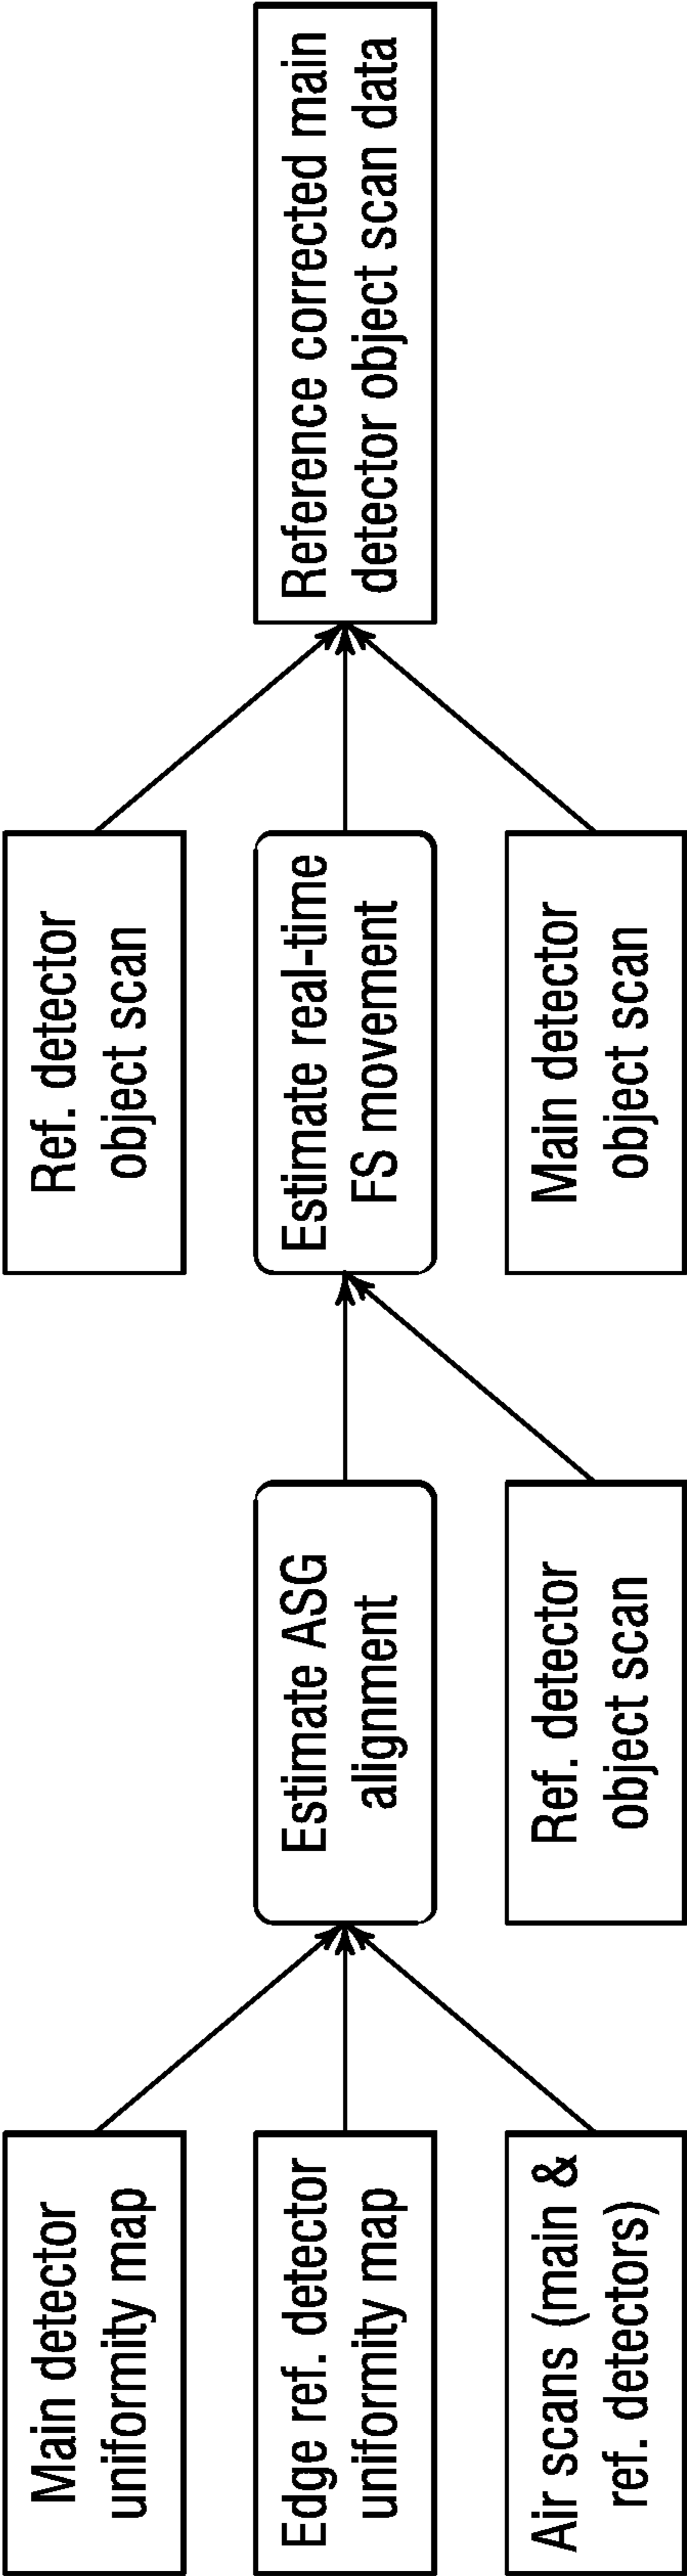 Main detector
uniformity map
Edge ref. detector
uniformity map
Air scans (main &
ref. detectors)
Estimate ASG
alignment
Ref. detector
object scan
Ref. detector
object scan
Estimate real-time
FS movement
Main detector
object scan
Reference corrected main
detector object scan data